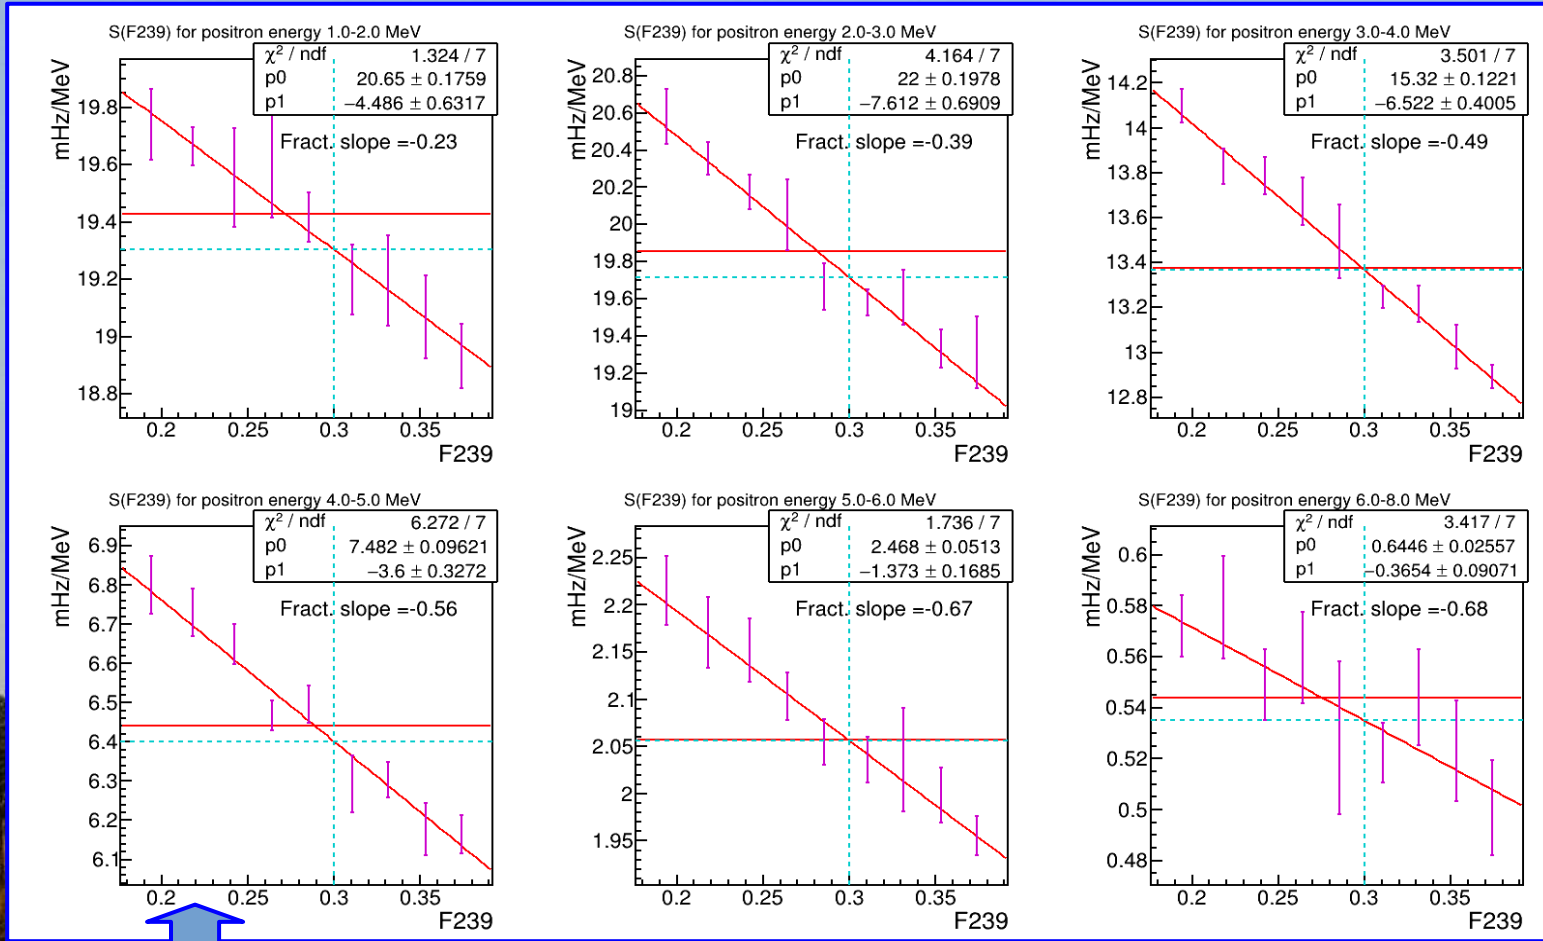 S(F239) for positron energy 1.0-2.0 MeV
χ² / ndf 1.324 / 7
p0 20.65 ± 0.1759
p1 −4.486 ± 0.6317
Fract. slope =-0.23
mHz/MeV
19.8
19.6
19.4
19.2
19
18.8
0.2 0.25 0.3 0.35
F239
S(F239) for positron energy 2.0-3.0 MeV
χ² / ndf 4.164 / 7
p0 22 ± 0.1978
p1 −7.612 ± 0.6909
Fract. slope =-0.39
mHz/MeV
20.8
20.6
20.4
20.2
20
19.8
19.6
19.4
19.2
19
0.2 0.25 0.3 0.35
F239
S(F239) for positron energy 3.0-4.0 MeV
χ² / ndf 3.501 / 7
p0 15.32 ± 0.1221
p1 −6.522 ± 0.4005
Fract. slope =-0.49
mHz/MeV
14.2
14
13.8
13.6
13.4
13.2
13
12.8
0.2 0.25 0.3 0.35
F239
S(F239) for positron energy 4.0-5.0 MeV
χ² / ndf 6.272 / 7
p0 7.482 ± 0.09621
p1 −3.6 ± 0.3272
Fract. slope =-0.56
mHz/MeV
6.9
6.8
6.7
6.6
6.5
6.4
6.3
6.2
6.1
0.2 0.25 0.3 0.35
F239
S(F239) for positron energy 5.0-6.0 MeV
χ² / ndf 1.736 / 7
p0 2.468 ± 0.0513
p1 −1.373 ± 0.1685
Fract. slope =-0.67
mHz/MeV
2.25
2.2
2.15
2.1
2.05
2
1.95
0.2 0.25 0.3 0.35
F239
S(F239) for positron energy 6.0-8.0 MeV
χ² / ndf 3.417 / 7
p0 0.6446 ± 0.02557
p1 −0.3654 ± 0.09071
Fract. slope =-0.68
mHz/MeV
0.6
0.58
0.56
0.54
0.52
0.5
0.48
0.2 0.25 0.3 0.35
F239